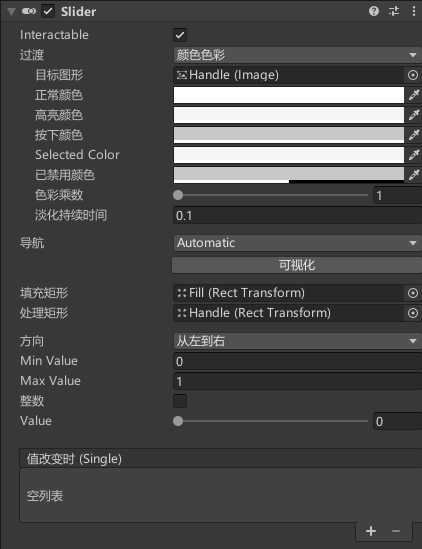 Slider
Interactable
过渡 颜色色彩
目标图形 Handle (Image)
正常颜色
高亮颜色
按下颜色
Selected Color
已禁用颜色
色彩乘数 1
淡化持续时间 0.1
导航 Automatic
可视化
填充矩形 Fill (Rect Transform)
处理矩形 Handle (Rect Transform)
方向 从左到右
Min Value 0
Max Value 1
整数
Value 0
值改变时 (Single)
空列表